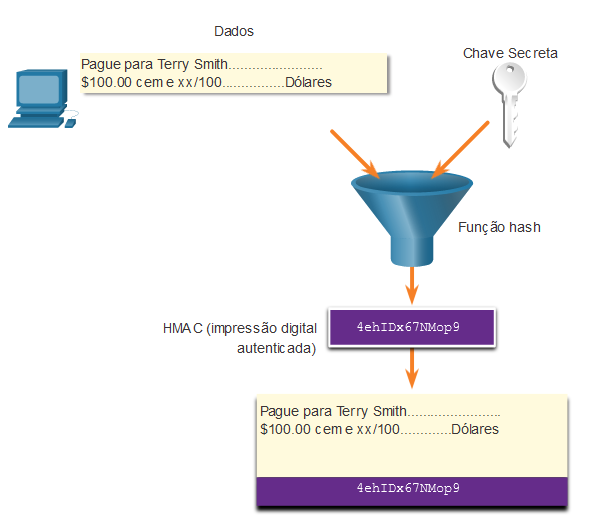 Dados
Pague para Terry Smith........................
$100.00 cem e xx/100................Dólares
Chave Secreta
Função hash
HMAC (impressão digital
autenticada)
4ehIDx67NMop9
Pague para Terry Smith........................
$100.00 cem e xx/100.............Dólares
4ehIDx67NMop9